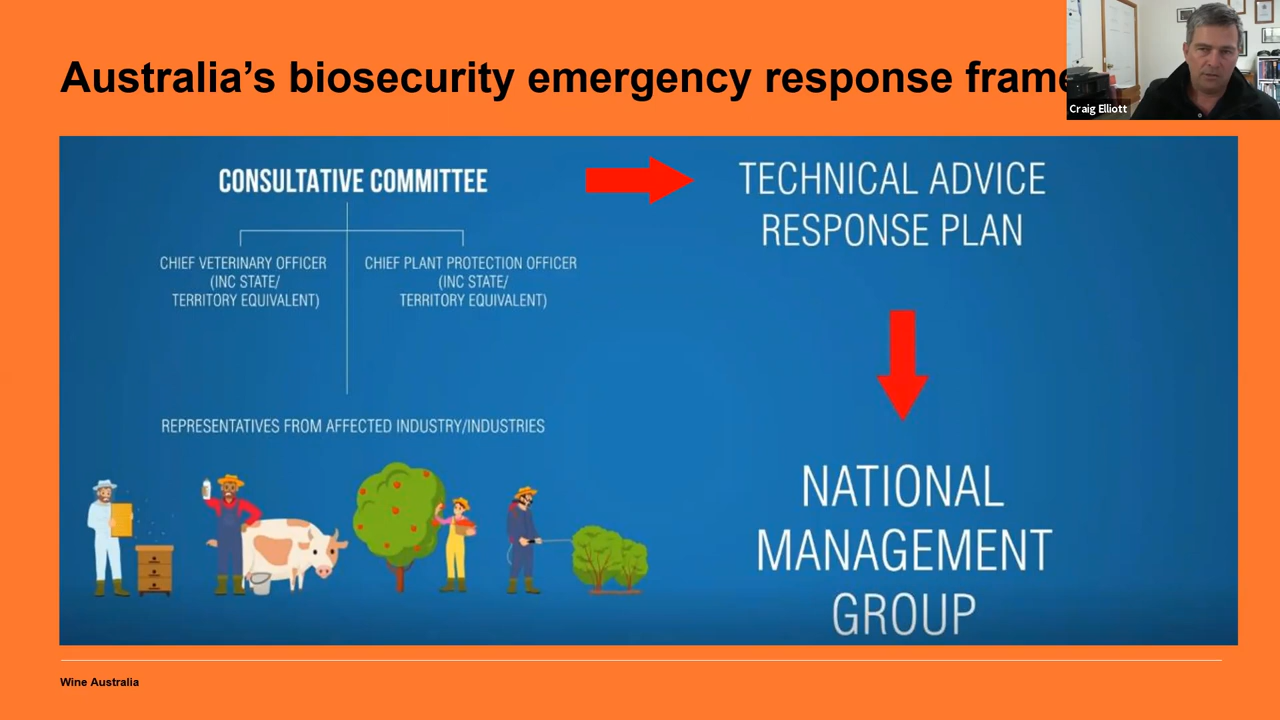 Australia's biosecurity emergency response frame
Craig Elliott
CONSULTATIVE COMMITTEE
CHIEF VETERINARY OFFICER
(INC STATE/
TERRITORY EQUIVALENT)
CHIEF PLANT PROTECTION OFFICER
(INC STATE/
TERRITORY EQUIVALENT)
REPRESENTATIVES FROM AFFECTED INDUSTRY/INDUSTRIES
TECHNICAL ADVICE
RESPONSE PLAN
NATIONAL
MANAGEMENT
GROUP
Wine Australia